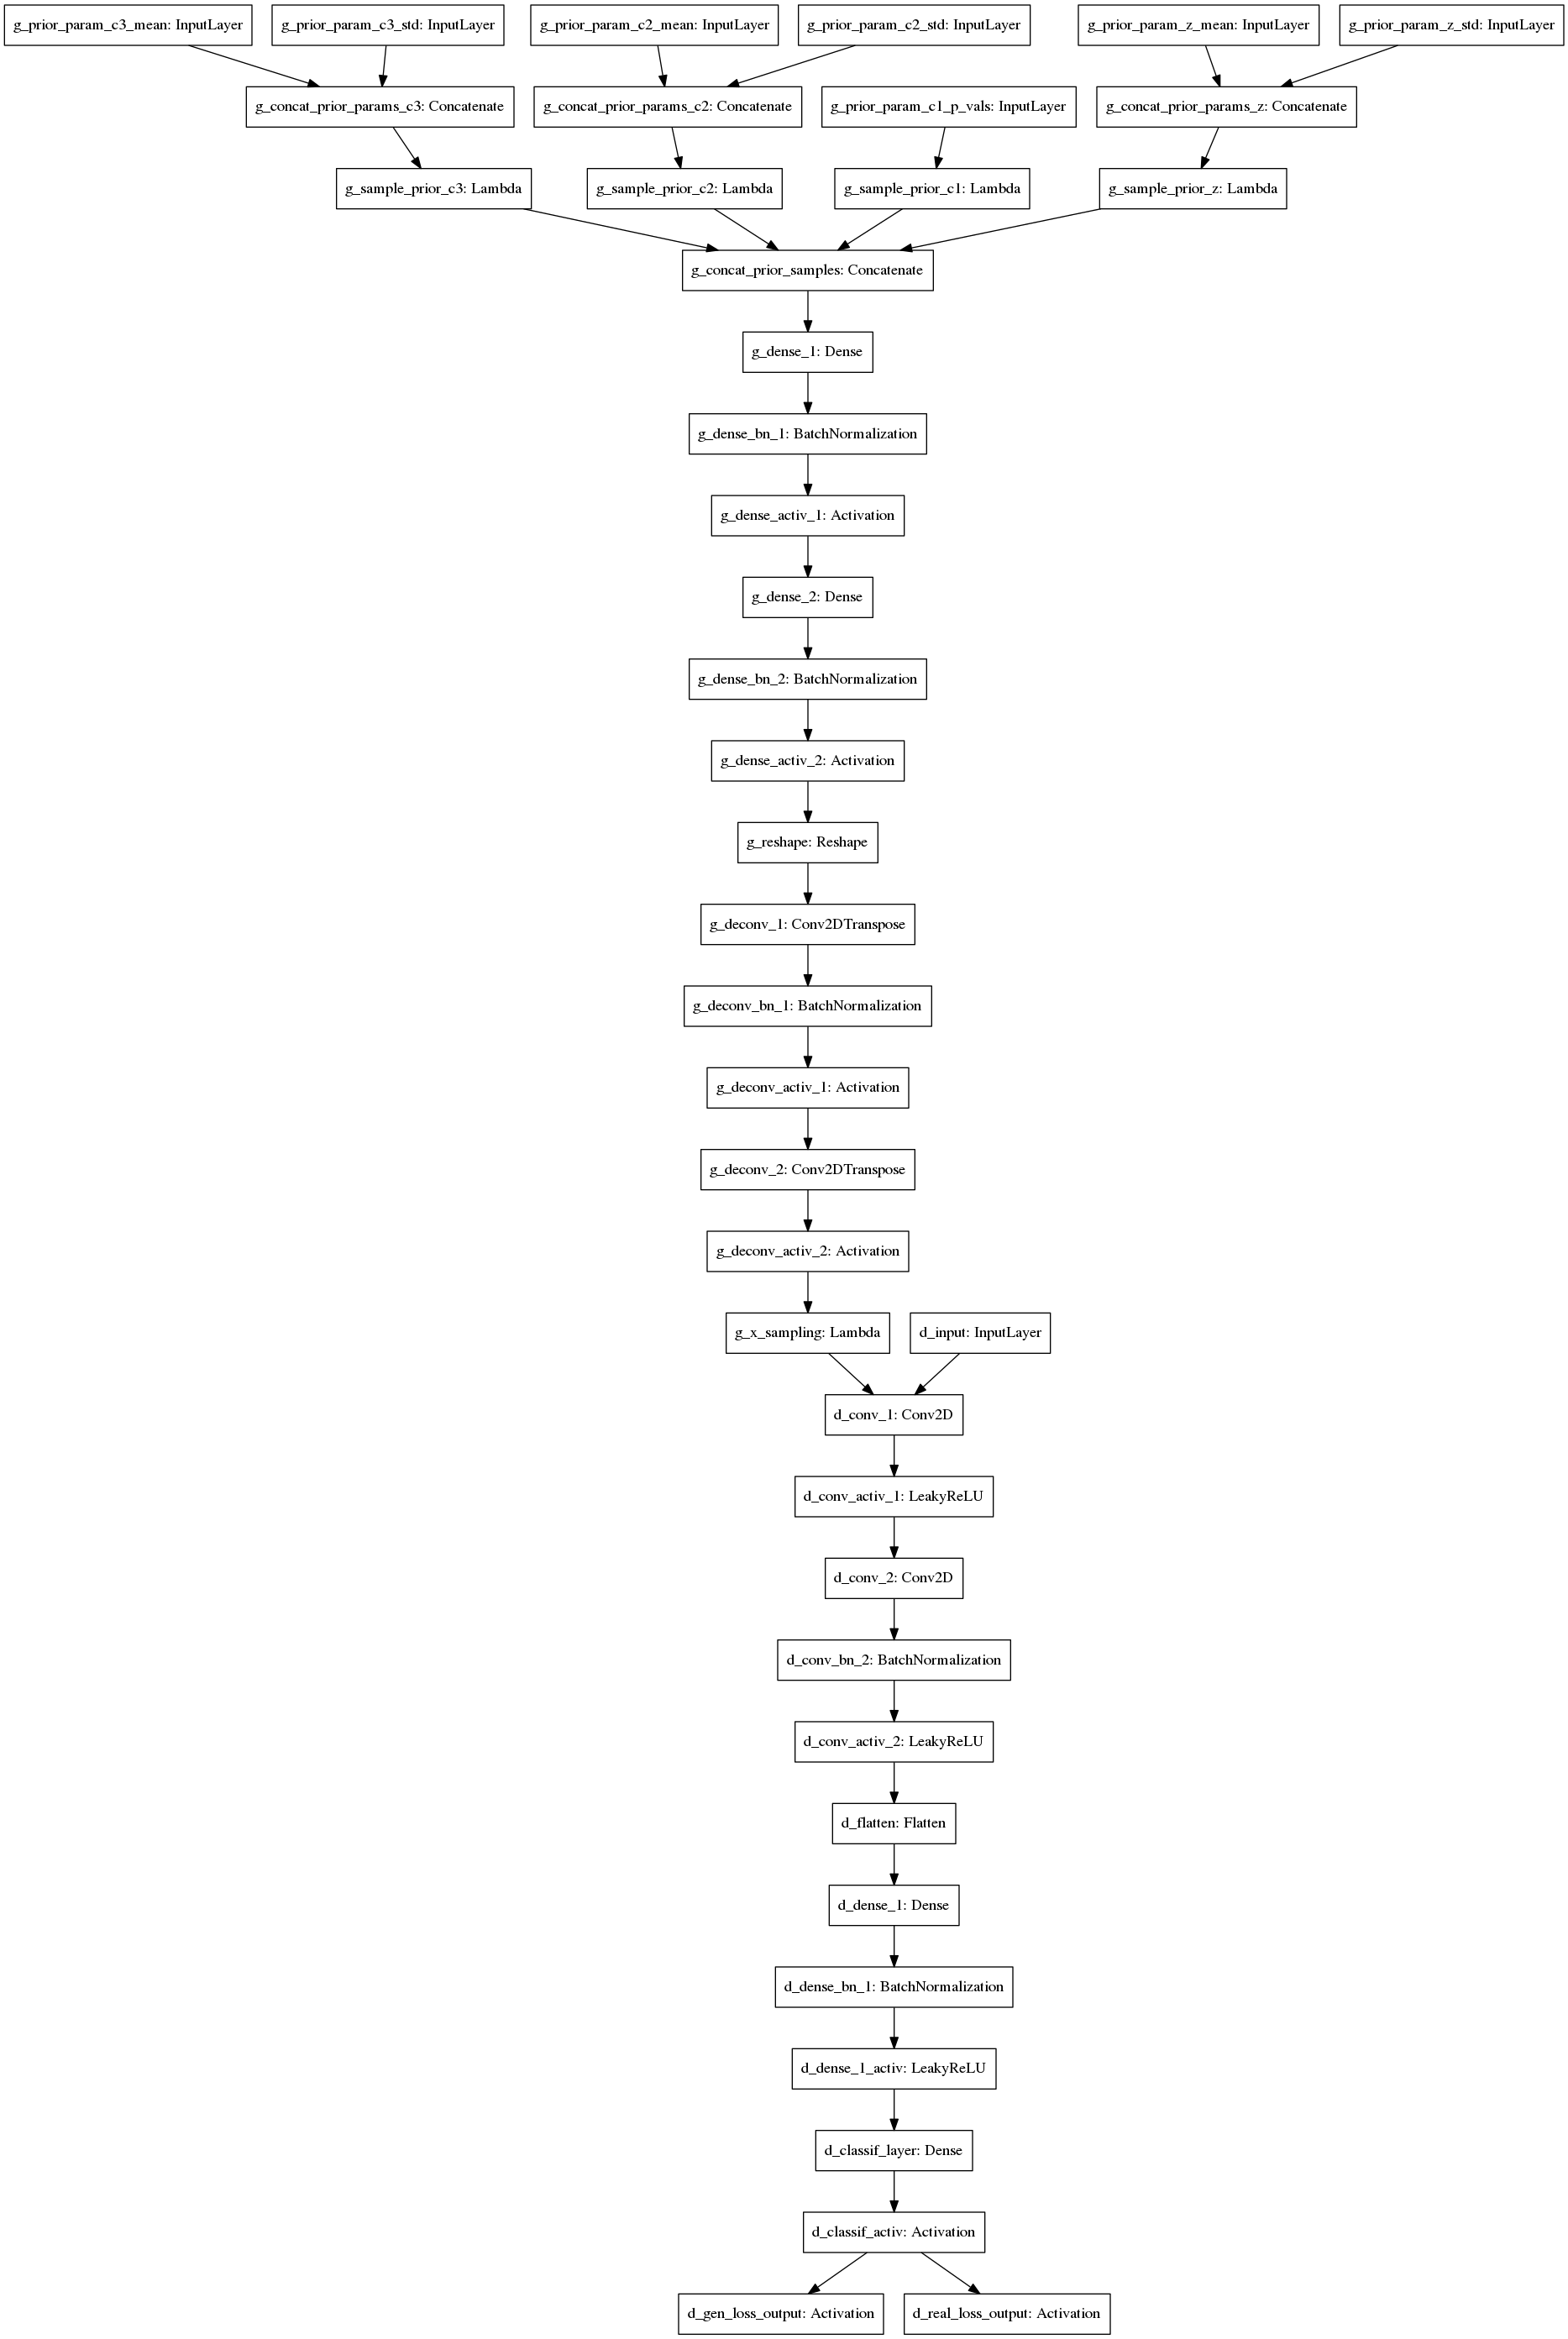 g_prior_param_c3_mean: InputLayer
g_prior_param_c3_std: InputLayer
g_prior_param_c2_mean: InputLayer
g_prior_param_c2_std: InputLayer
g_prior_param_z_mean: InputLayer
g_prior_param_z_std: InputLayer
g_concat_prior_params_c3: Concatenate
g_concat_prior_params_c2: Concatenate
g_prior_param_c1_p_vals: InputLayer
g_concat_prior_params_z: Concatenate
g_sample_prior_c3: Lambda
g_sample_prior_c2: Lambda
g_sample_prior_c1: Lambda
g_sample_prior_z: Lambda
g_concat_prior_samples: Concatenate
g_dense_1: Dense
g_dense_bn_1: BatchNormalization
g_dense_activ_1: Activation
g_dense_2: Dense
g_dense_bn_2: BatchNormalization
g_dense_activ_2: Activation
g_reshape: Reshape
g_deconv_1: Conv2DTranspose
g_deconv_bn_1: BatchNormalization
g_deconv_activ_1: Activation
g_deconv_2: Conv2DTranspose
g_deconv_activ_2: Activation
g_x_sampling: Lambda
d_input: InputLayer
d_conv_1: Conv2D
d_conv_activ_1: LeakyReLU
d_conv_2: Conv2D
d_conv_bn_2: BatchNormalization
d_conv_activ_2: LeakyReLU
d_flatten: Flatten
d_dense_1: Dense
d_dense_bn_1: BatchNormalization
d_dense_1_activ: LeakyReLU
d_classif_layer: Dense
d_classif_activ: Activation
d_gen_loss_output: Activation
d_real_loss_output: Activation